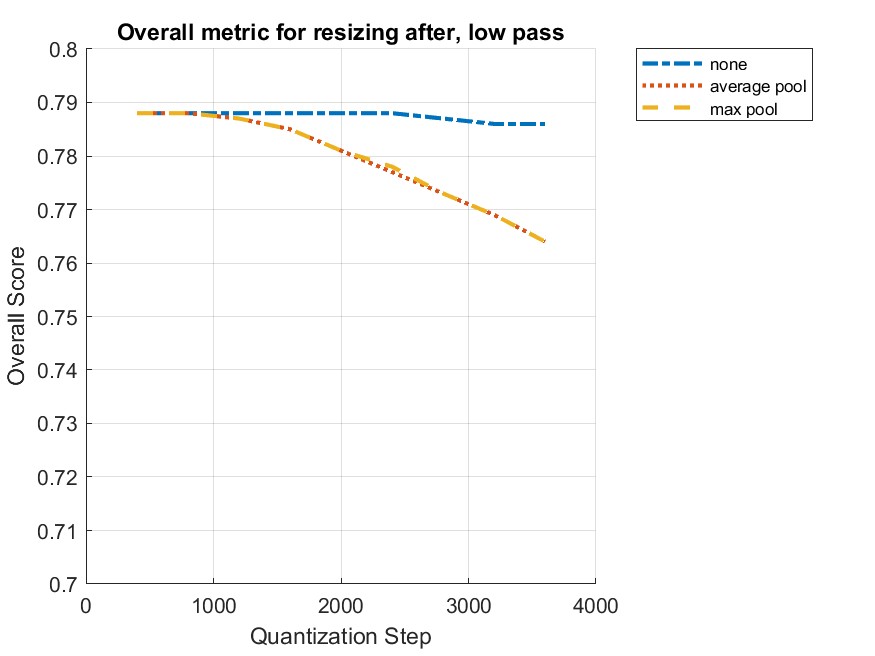 Overall metric for resizing after, low pass
0.8
0.79
0.78
0.77
0.76
0.75
0.74
0.73
0.72
0.71
0.7
Overall Score
0
1000
2000
3000
4000
Quantization Step
none
average pool
max pool